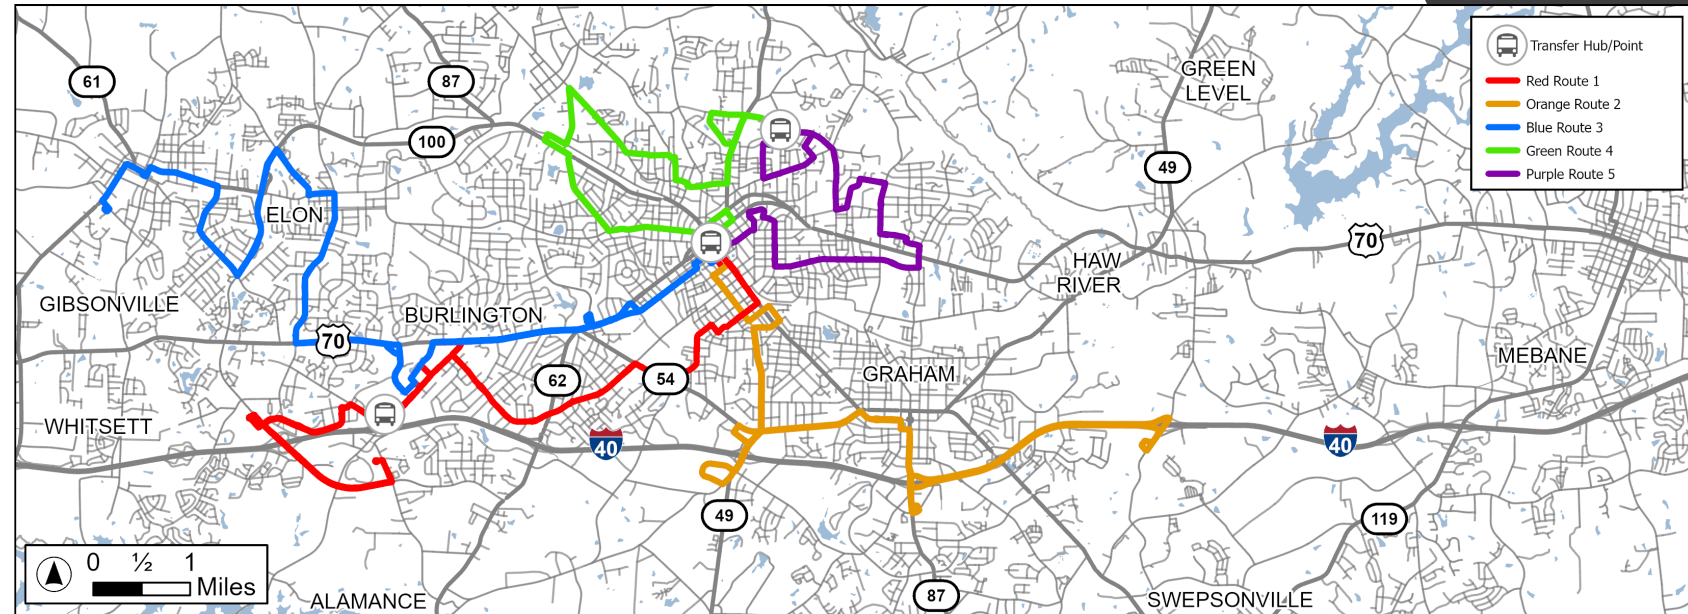 61
87
100
GREEN
LEVEL
Transfer Hub/Point
Red Route 1
Orange Route 2
Blue Route 3
Green Route 4
Purple Route 5
49
ELON
70
HAW
RIVER
GIBSONVILLE
BURLINGTON
70
MEBANE
62
54
GRAHAM
WHITSETT
40
40
49
119
0 ½ 1
Miles
ALAMANCE
87
SWEPSONVILLE